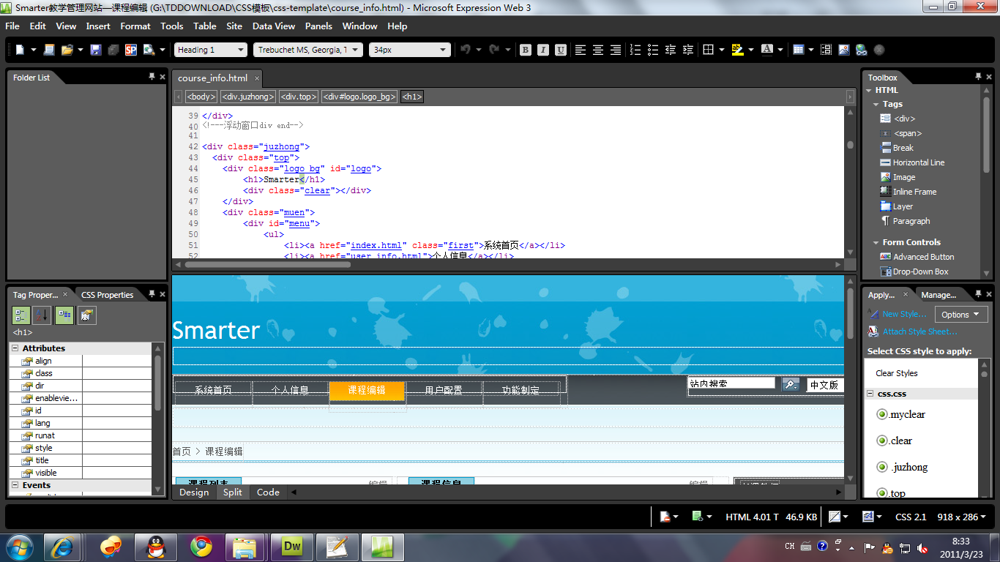 Smarter教学管理网站—课程编辑 (G:\TDDOWNLOAD\CSS模板\css-template\course_info.html) - Microsoft Expression Web 3
File Edit View Insert Format Tools Table Site Data View Panels Window Help
SP Heading 1 Trebuchet MS, Georgia, T 34px B I U ab A
Folder List
course_info.html
<body> <div.juzhong> <div.top> <div#logo.logo_bg> <h1>
39 </div>
40 <!---浮动窗口div end-->
41
42 <div class="juzhong">
43 <div class="top">
44 <div class="logo_bg" id="logo">
45 <h1>Smarter</h1>
46 <div class="clear"></div>
47 </div>
48 <div class="muen">
49 <div id="menu">
50 <ul>
51 <li><a href="index.html" class="first">系统首页</a></li>
52 <li><a href="user_info.html">个人信息</a></li>
Toolbox
HTML
Tags
<div>
<span>
Break
Horizontal Line
Image
Inline Frame
Layer
Paragraph
Form Controls
Advanced Button
Drop-Down Box
Tag Proper... CSS Properties
<h1>
Attributes
align
class
dir
enablevie...
id
lang
runat
style
title
visible
Events
Smarter
系统首页 个人信息 课程编辑 用户配置 功能制定 站内搜索 中文版
首页 > 课程编辑
课程列表 编辑 课程信息 编辑
Design Split Code
Apply... Manage...
New Style... Options
Attach Style Sheet...
Select CSS style to apply:
Clear Styles
css.css
.myclear
.clear
.juzhong
.top
HTML 4.01 T 46.9 KB CSS 2.1 918 x 286
Dw CH 8:33
2011/3/23